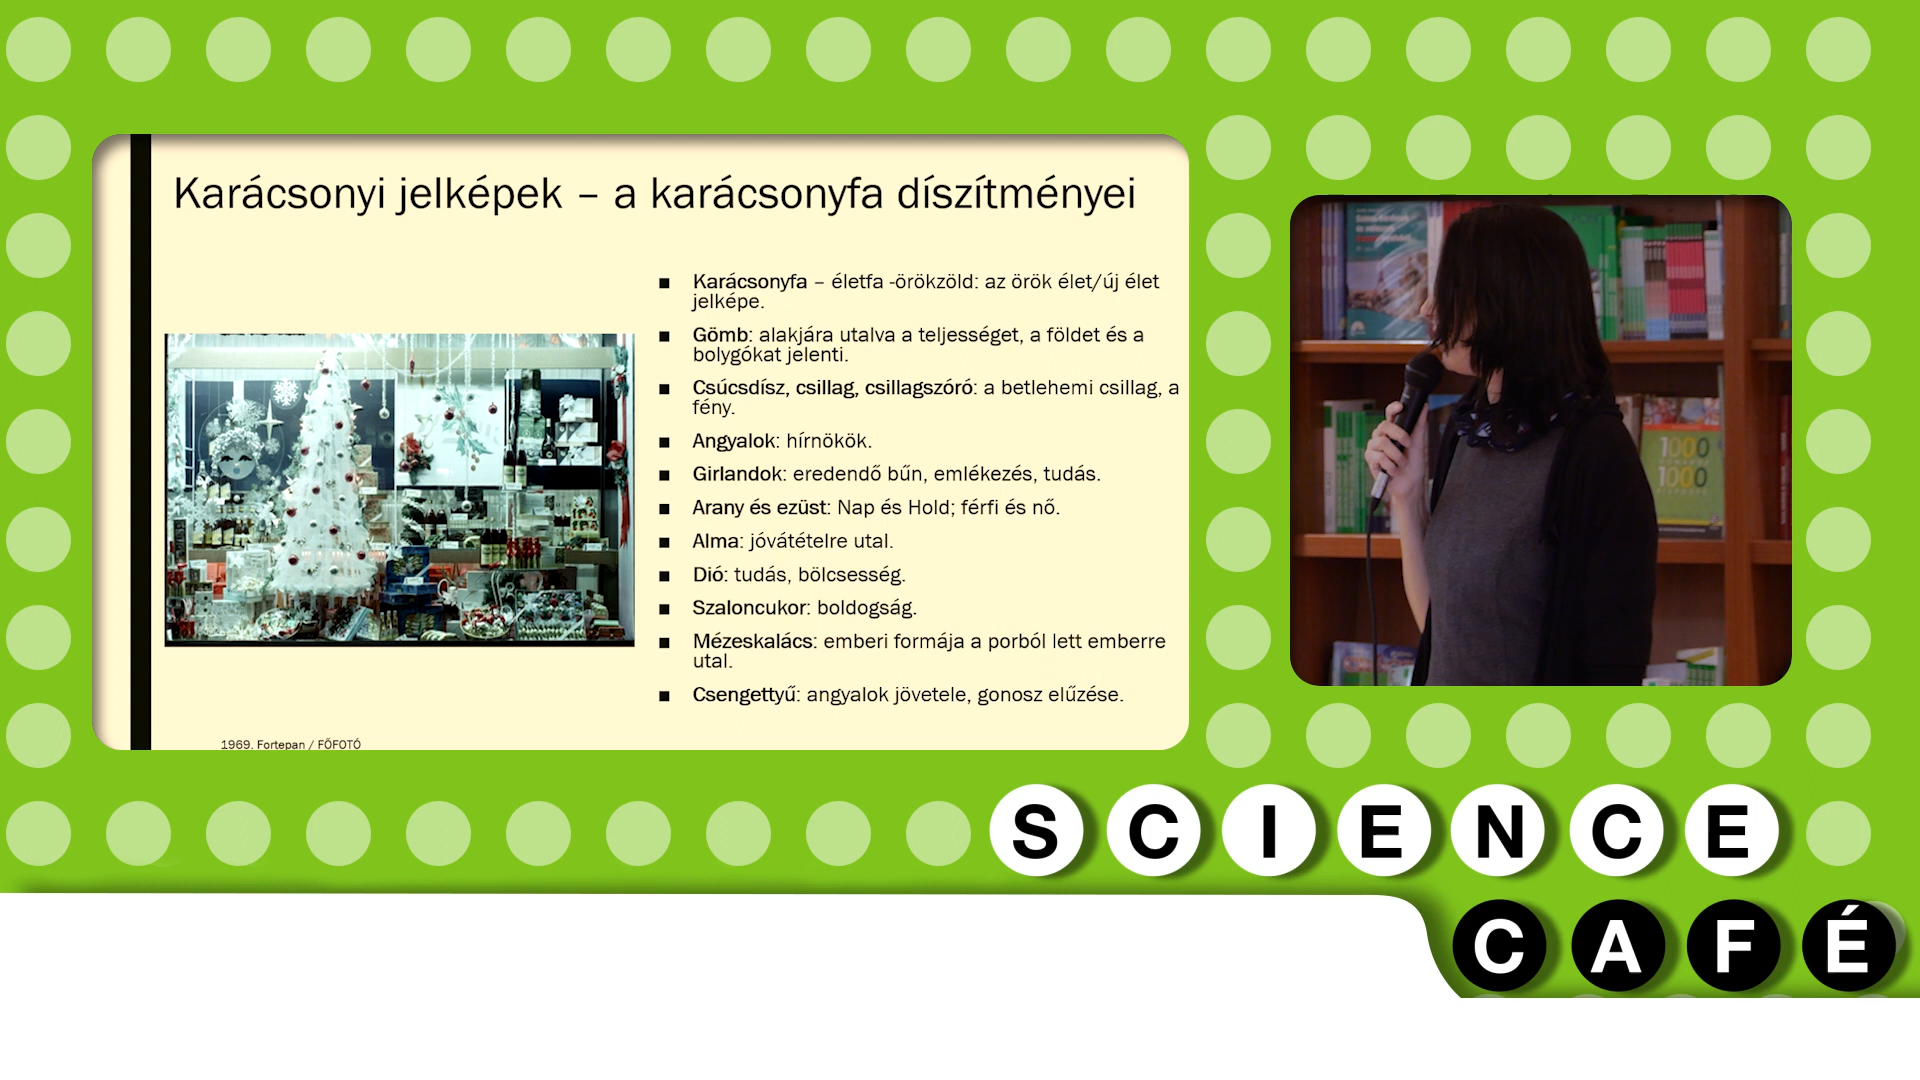 Karácsonyi jelképek – a karácsonyfa díszítményei
■ Karácsonyfa – életfa -örökzöld: az örök élet/új élet
jelképe.
■ Gömb: alakjára utalva a teljességet, a földet és a
bolygókat jelenti.
■ Csúcsdísz, csillag, csillagszóró: a betlehemi csillag, a
fény.
■ Angyalok: hírnökök.
■ Girlandok: eredendő bűn, emlékezés, tudás.
■ Arany és ezüst: Nap és Hold; férfi és nő.
■ Alma: jóvátételre utal.
■ Dió: tudás, bölcsesség.
■ Szaloncukor: boldogság.
■ Mézeskalács: emberi formája a porból lett emberre
utal.
■ Csengettyű: angyalok jövetele, gonosz elűzése.
1969. Fortepan / FŐFOTÓ
1000
1000
SCIENCE
CAFÉ